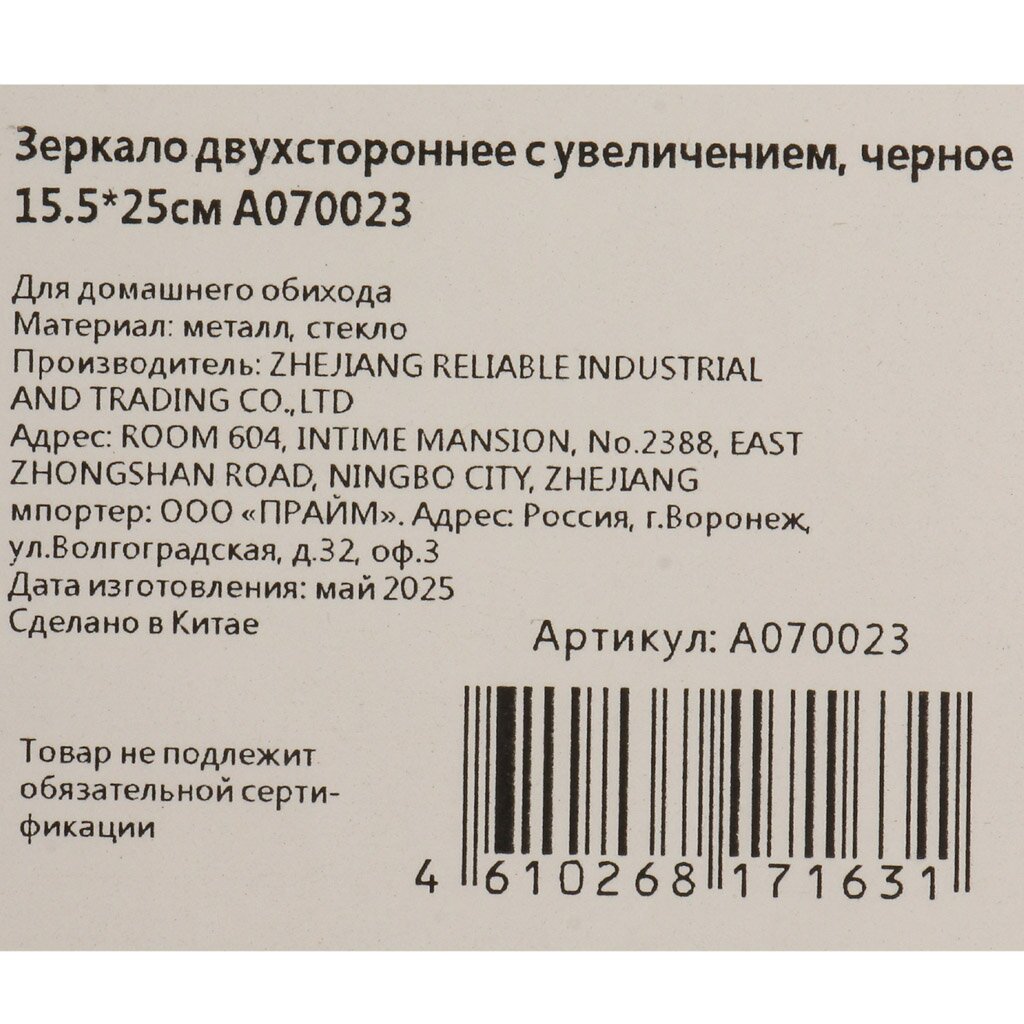 Зеркало двухстороннее с увеличением, черное
15.5*25см А070023
Для домашнего обихода
Материал: металл, стекло
Производитель: ZHEJIANG RELIABLE INDUSTRIAL
AND TRADING CO.,LTD
Адрес: ROOM 604, INTIME MANSION, No.2388, EAST
ZHONGSHAN ROAD, NINGBO CITY, ZHEJIANG
мпортер: ООО «ПРАЙМ». Адрес: Россия, г.Воронеж,
ул.Волгоградская, д.32, оф.3
Дата изготовления: май 2025
Сделано в Китае
Артикул: А070023
Товар не подлежит
обязательной серти-
фикации
4 610268 171631